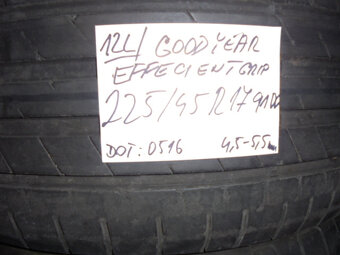 12L/ GOODYEAR
EFFECIENTGRIP
225/45 R17 91W
DOT: 0516 4,5-5,5mm